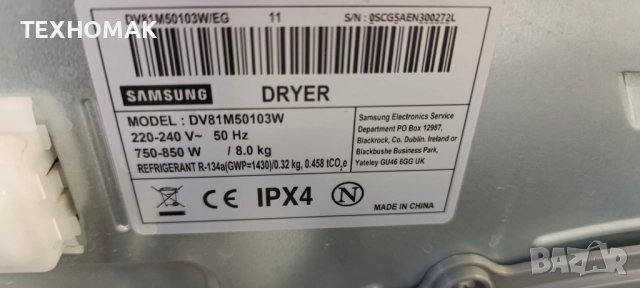 ТЕХНОМАК
DV81M50103W/EG 11 S/N : 0SCG5AEN300272L
SAMSUNG DRYER
MODEL : DV81M50103W
220-240 V~ 50 Hz
750-850 W / 8.0 kg
REFRIGERANT R-134a(GWP=1430)/0.32 kg, 0.458 tCO₂e
Samsung Electronics Service
Department PO Box 12987,
Blackrock, Co. Dublin. Ireland or
Blackbushe Business Park,
Yateley GU46 6GG UK
CE IPX4 N
MADE IN CHINA
bazar